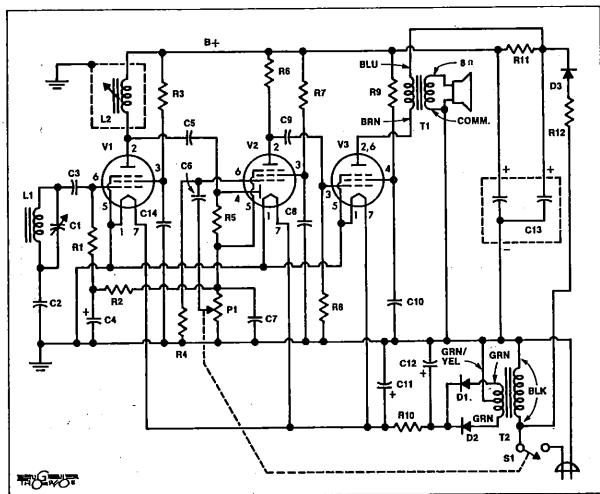 B+
L2
R3
R6
R7
R9
BLU
8 Ω
R11
D3
BRN
T1
COMM.
R12
V1
2
C5
V2
2
C9
V3
2,6
C6
C3
6
3
6
3
4
5
4
5
3
5
L1
C1
R1
1
7
C14
R5
1
7
C8
1
7
C13
+
+
−
C2
R2
C4
+
R4
P1
C7
R8
C10
GRN/
YEL
GRN
C12
+
C11
+
D1.
BLK
R10
D2
GRN
T2
S1